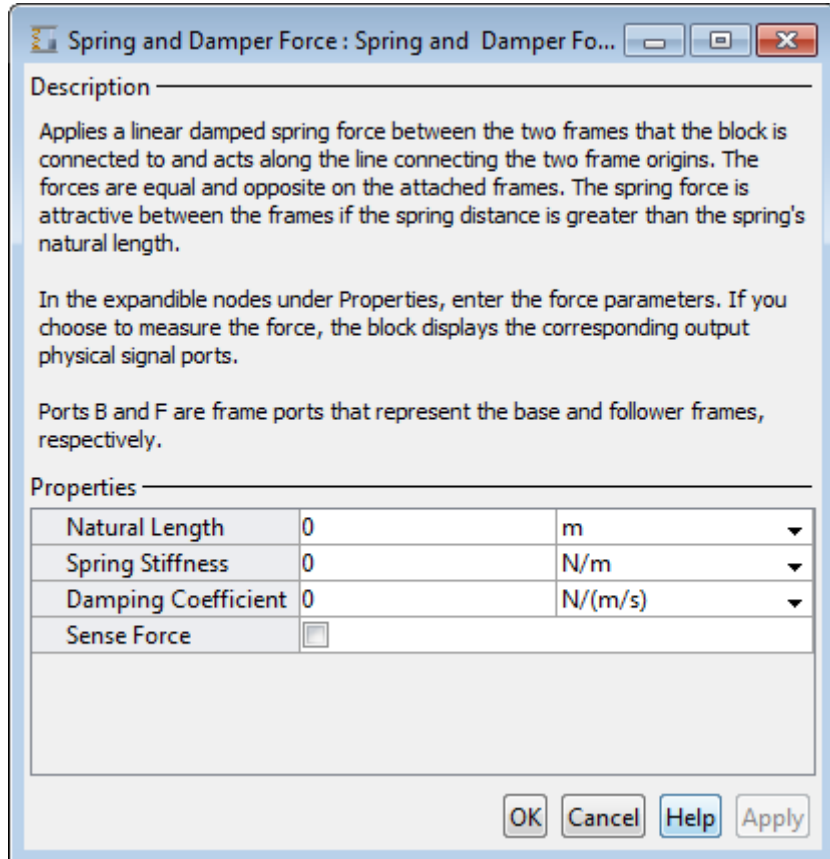 Spring and Damper Force : Spring and  Damper Fo...
Description
Applies a linear damped spring force between the two frames that the block is
connected to and acts along the line connecting the two frame origins. The
forces are equal and opposite on the attached frames. The spring force is
attractive between the frames if the spring distance is greater than the spring's
natural length.
In the expandible nodes under Properties, enter the force parameters. If you
choose to measure the force, the block displays the corresponding output
physical signal ports.
Ports B and F are frame ports that represent the base and follower frames,
respectively.
Properties
Natural Length 0 m
Spring Stiffness 0 N/m
Damping Coefficient 0 N/(m/s)
Sense Force
OK Cancel Help Apply